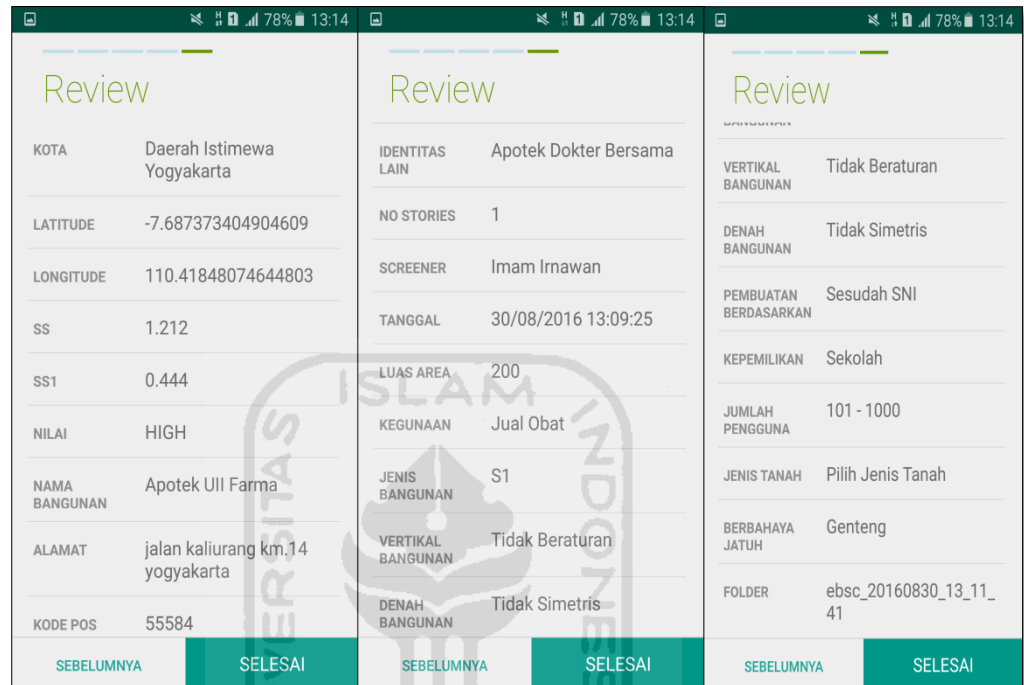 78% 13:14
Review
KOTA Daerah Istimewa
Yogyakarta
LATITUDE -7.687373404904609
LONGITUDE 110.41848074644803
SS 1.212
SS1 0.444
NILAI HIGH
NAMA
BANGUNAN Apotek UII Farma
ALAMAT jalan kaliurang km.14
yogyakarta
KODE POS 55584
SEBELUMNYA SELESAI
78% 13:14
Review
IDENTITAS
LAIN Apotek Dokter Bersama
NO STORIES 1
SCREENER Imam Irnawan
TANGGAL 30/08/2016 13:09:25
LUAS AREA 200
KEGUNAAN Jual Obat
JENIS
BANGUNAN S1
VERTIKAL
BANGUNAN Tidak Beraturan
DENAH
BANGUNAN Tidak Simetris
SEBELUMNYA SELESAI
78% 13:14
Review
BANGUNAN
VERTIKAL
BANGUNAN Tidak Beraturan
DENAH
BANGUNAN Tidak Simetris
PEMBUATAN
BERDASARKAN Sesudah SNI
KEPEMILIKAN Sekolah
JUMLAH
PENGGUNA 101 - 1000
JENIS TANAH Pilih Jenis Tanah
BERBAHAYA
JATUH Genteng
FOLDER ebsc_20160830_13_11_
41
SEBELUMNYA SELESAI
ISLAM